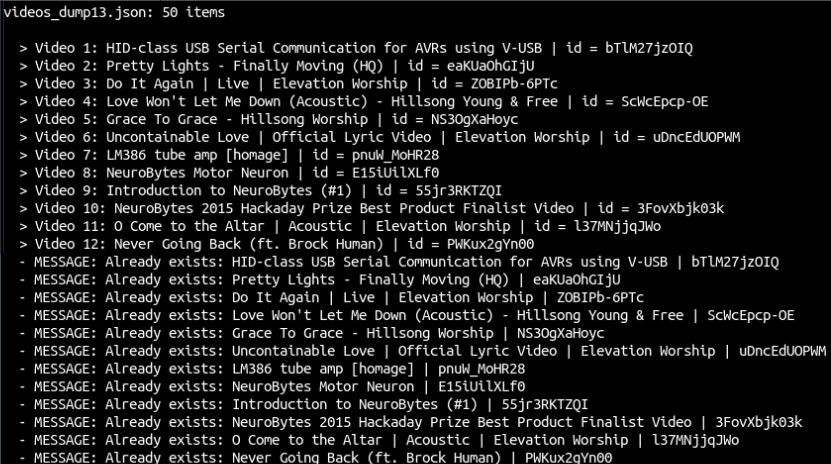 videos_dump13.json: 50 items
> Video 1: HID-class USB Serial Communication for AVRs using V-USB | id = bTlM27jzOIQ
> Video 2: Pretty Lights - Finally Moving (HQ) | id = eaKUaOhGIjU
> Video 3: Do It Again | Live | Elevation Worship | id = ZOBIPb-6PTc
> Video 4: Love Won't Let Me Down (Acoustic) - Hillsong Young & Free | id = ScWcEpcp-OE
> Video 5: Grace To Grace - Hillsong Worship | id = NS3OgXaHoyc
> Video 6: Uncontainable Love | Official Lyric Video | Elevation Worship | id = uDncEdUOPWM
> Video 7: LM386 tube amp [homage] | id = pnuW_MoHR28
> Video 8: NeuroBytes Motor Neuron | id = E15iUilXLf0
> Video 9: Introduction to NeuroBytes (#1) | id = 55jr3RKTZQI
> Video 10: NeuroBytes 2015 Hackaday Prize Best Product Finalist Video | id = 3FovXbjk03k
> Video 11: O Come to the Altar | Acoustic | Elevation Worship | id = l37MNjjqJWo
> Video 12: Never Going Back (ft. Brock Human) | id = PWKux2gYn00
- MESSAGE: Already exists: HID-class USB Serial Communication for AVRs using V-USB | bTlM27jzOIQ
- MESSAGE: Already exists: Pretty Lights - Finally Moving (HQ) | eaKUaOhGIjU
- MESSAGE: Already exists: Do It Again | Live | Elevation Worship | ZOBIPb-6PTc
- MESSAGE: Already exists: Love Won't Let Me Down (Acoustic) - Hillsong Young & Free | ScWcEpcp-OE
- MESSAGE: Already exists: Grace To Grace - Hillsong Worship | NS3OgXaHoyc
- MESSAGE: Already exists: Uncontainable Love | Official Lyric Video | Elevation Worship | uDncEdUOPWM
- MESSAGE: Already exists: LM386 tube amp [homage] | pnuW_MoHR28
- MESSAGE: Already exists: NeuroBytes Motor Neuron | E15iUilXLf0
- MESSAGE: Already exists: Introduction to NeuroBytes (#1) | 55jr3RKTZQI
- MESSAGE: Already exists: NeuroBytes 2015 Hackaday Prize Best Product Finalist Video | 3FovXbjk03k
- MESSAGE: Already exists: O Come to the Altar | Acoustic | Elevation Worship | l37MNjjqJWo
- MESSAGE: Already exists: Never Going Back (ft. Brock Human) | PWKux2gYn00